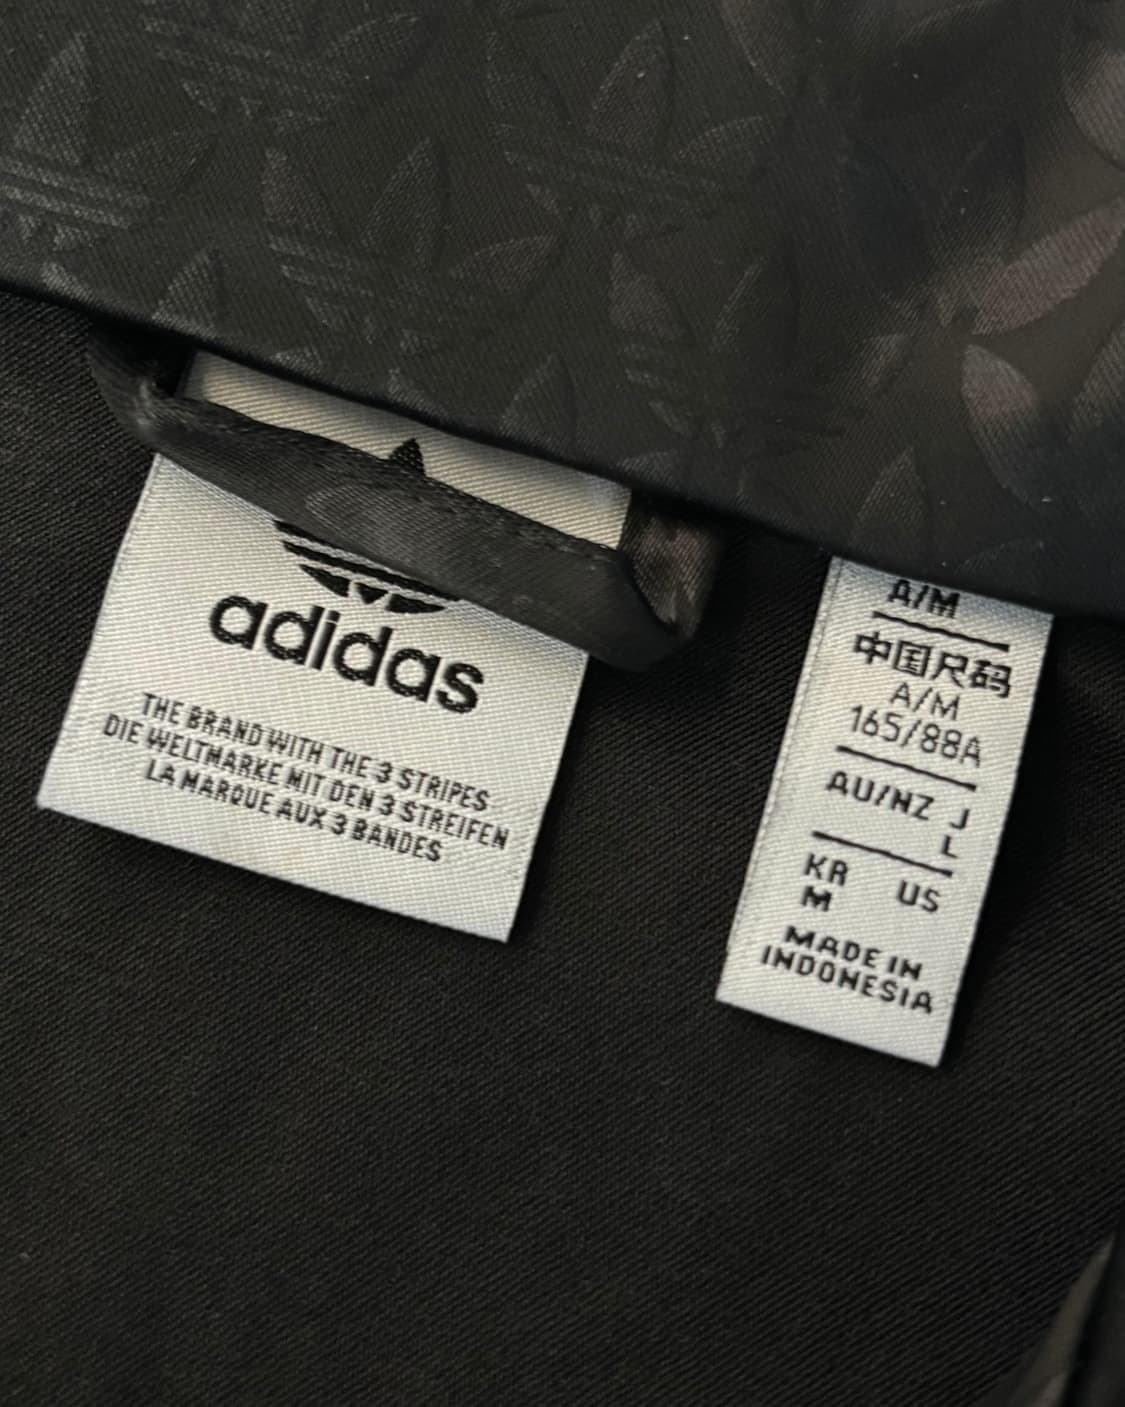 adidas
THE BRAND WITH THE 3 STRIPES
DIE WELTMARKE MIT DEN 3 STREIFEN
LA MARQUE AUX 3 BANDES
A/M
中国尺码
A/M
165/88A
AU/NZ J
L
KR US
M
MADE IN
INDONESIA